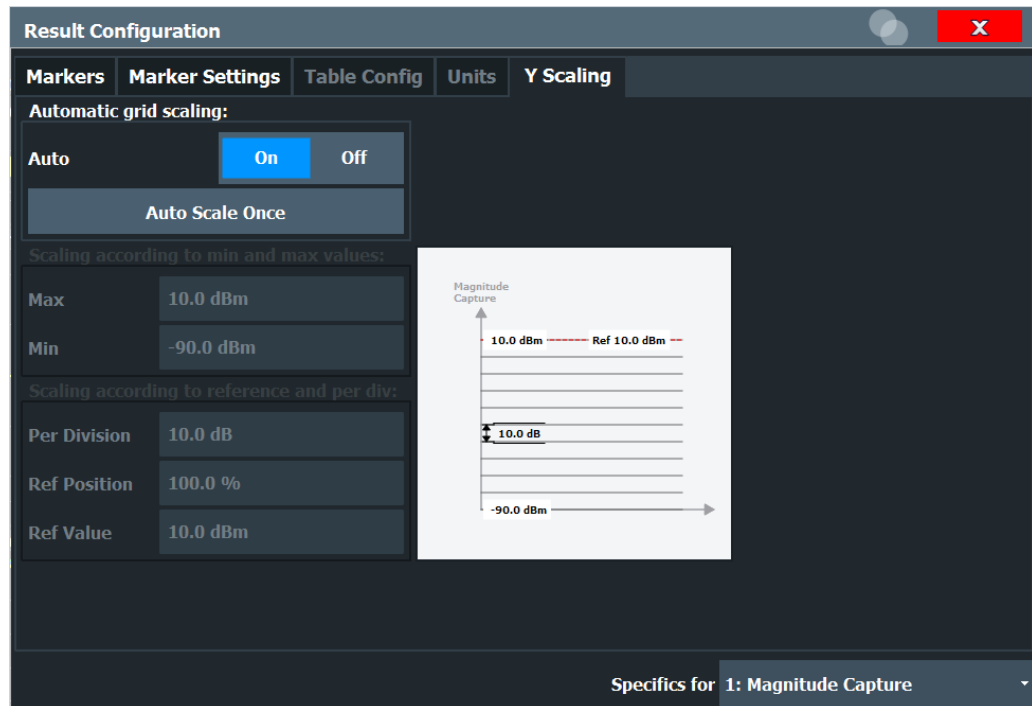 Result Configuration
X
Markers Marker Settings Table Config Units Y Scaling
Automatic grid scaling:
Auto On Off
Auto Scale Once
Scaling according to min and max values:
Max 10.0 dBm
Min -90.0 dBm
Scaling according to reference and per div:
Per Division 10.0 dB
Ref Position 100.0 %
Ref Value 10.0 dBm
Magnitude
Capture
10.0 dBm Ref 10.0 dBm
10.0 dB
-90.0 dBm
Specifics for 1: Magnitude Capture